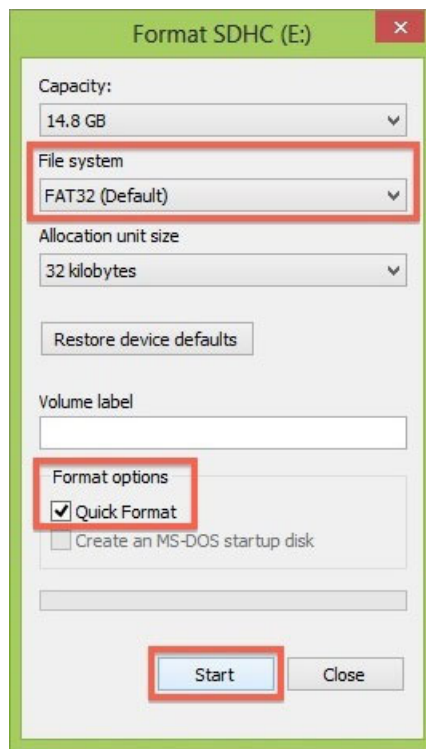 Format SDHC (E:)
Capacity:
14.8 GB
File system
FAT32 (Default)
Allocation unit size
32 kilobytes
Restore device defaults
Volume label
Format options
Quick Format
Create an MS-DOS startup disk
Start Close